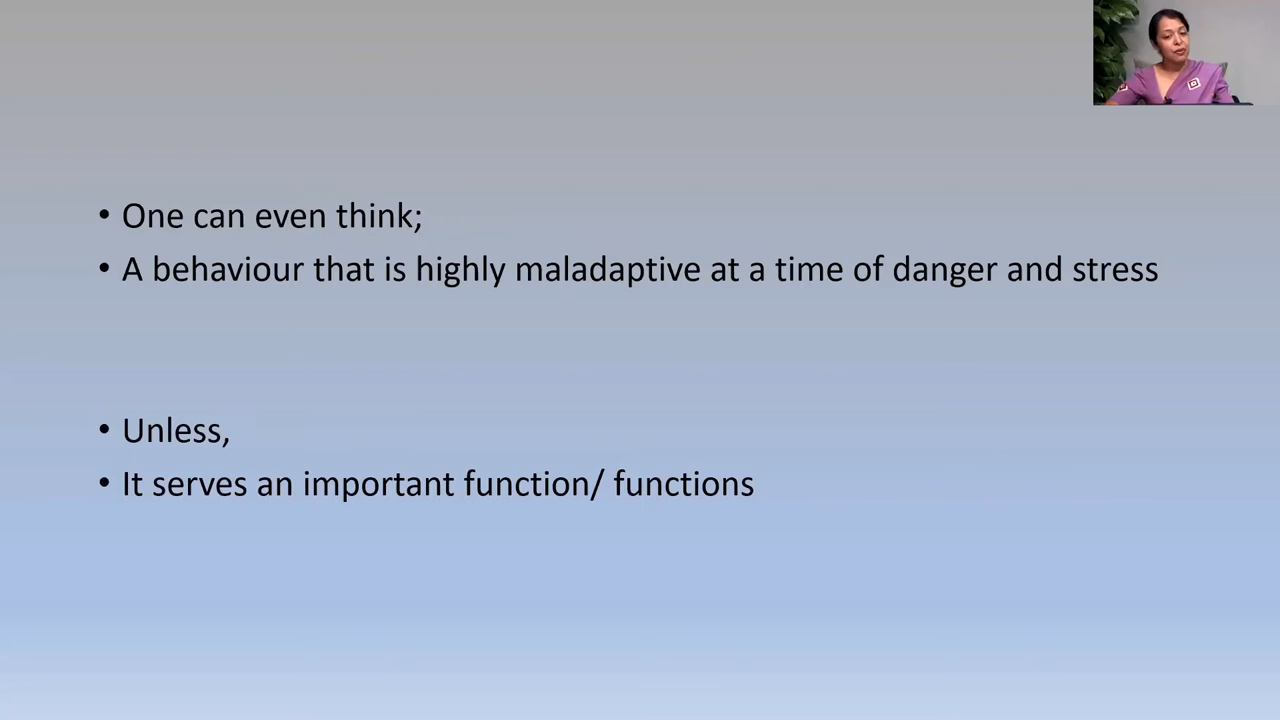 • One can even think;
• A behaviour that is highly maladaptive at a time of danger and stress
• Unless,
• It serves an important function/ functions